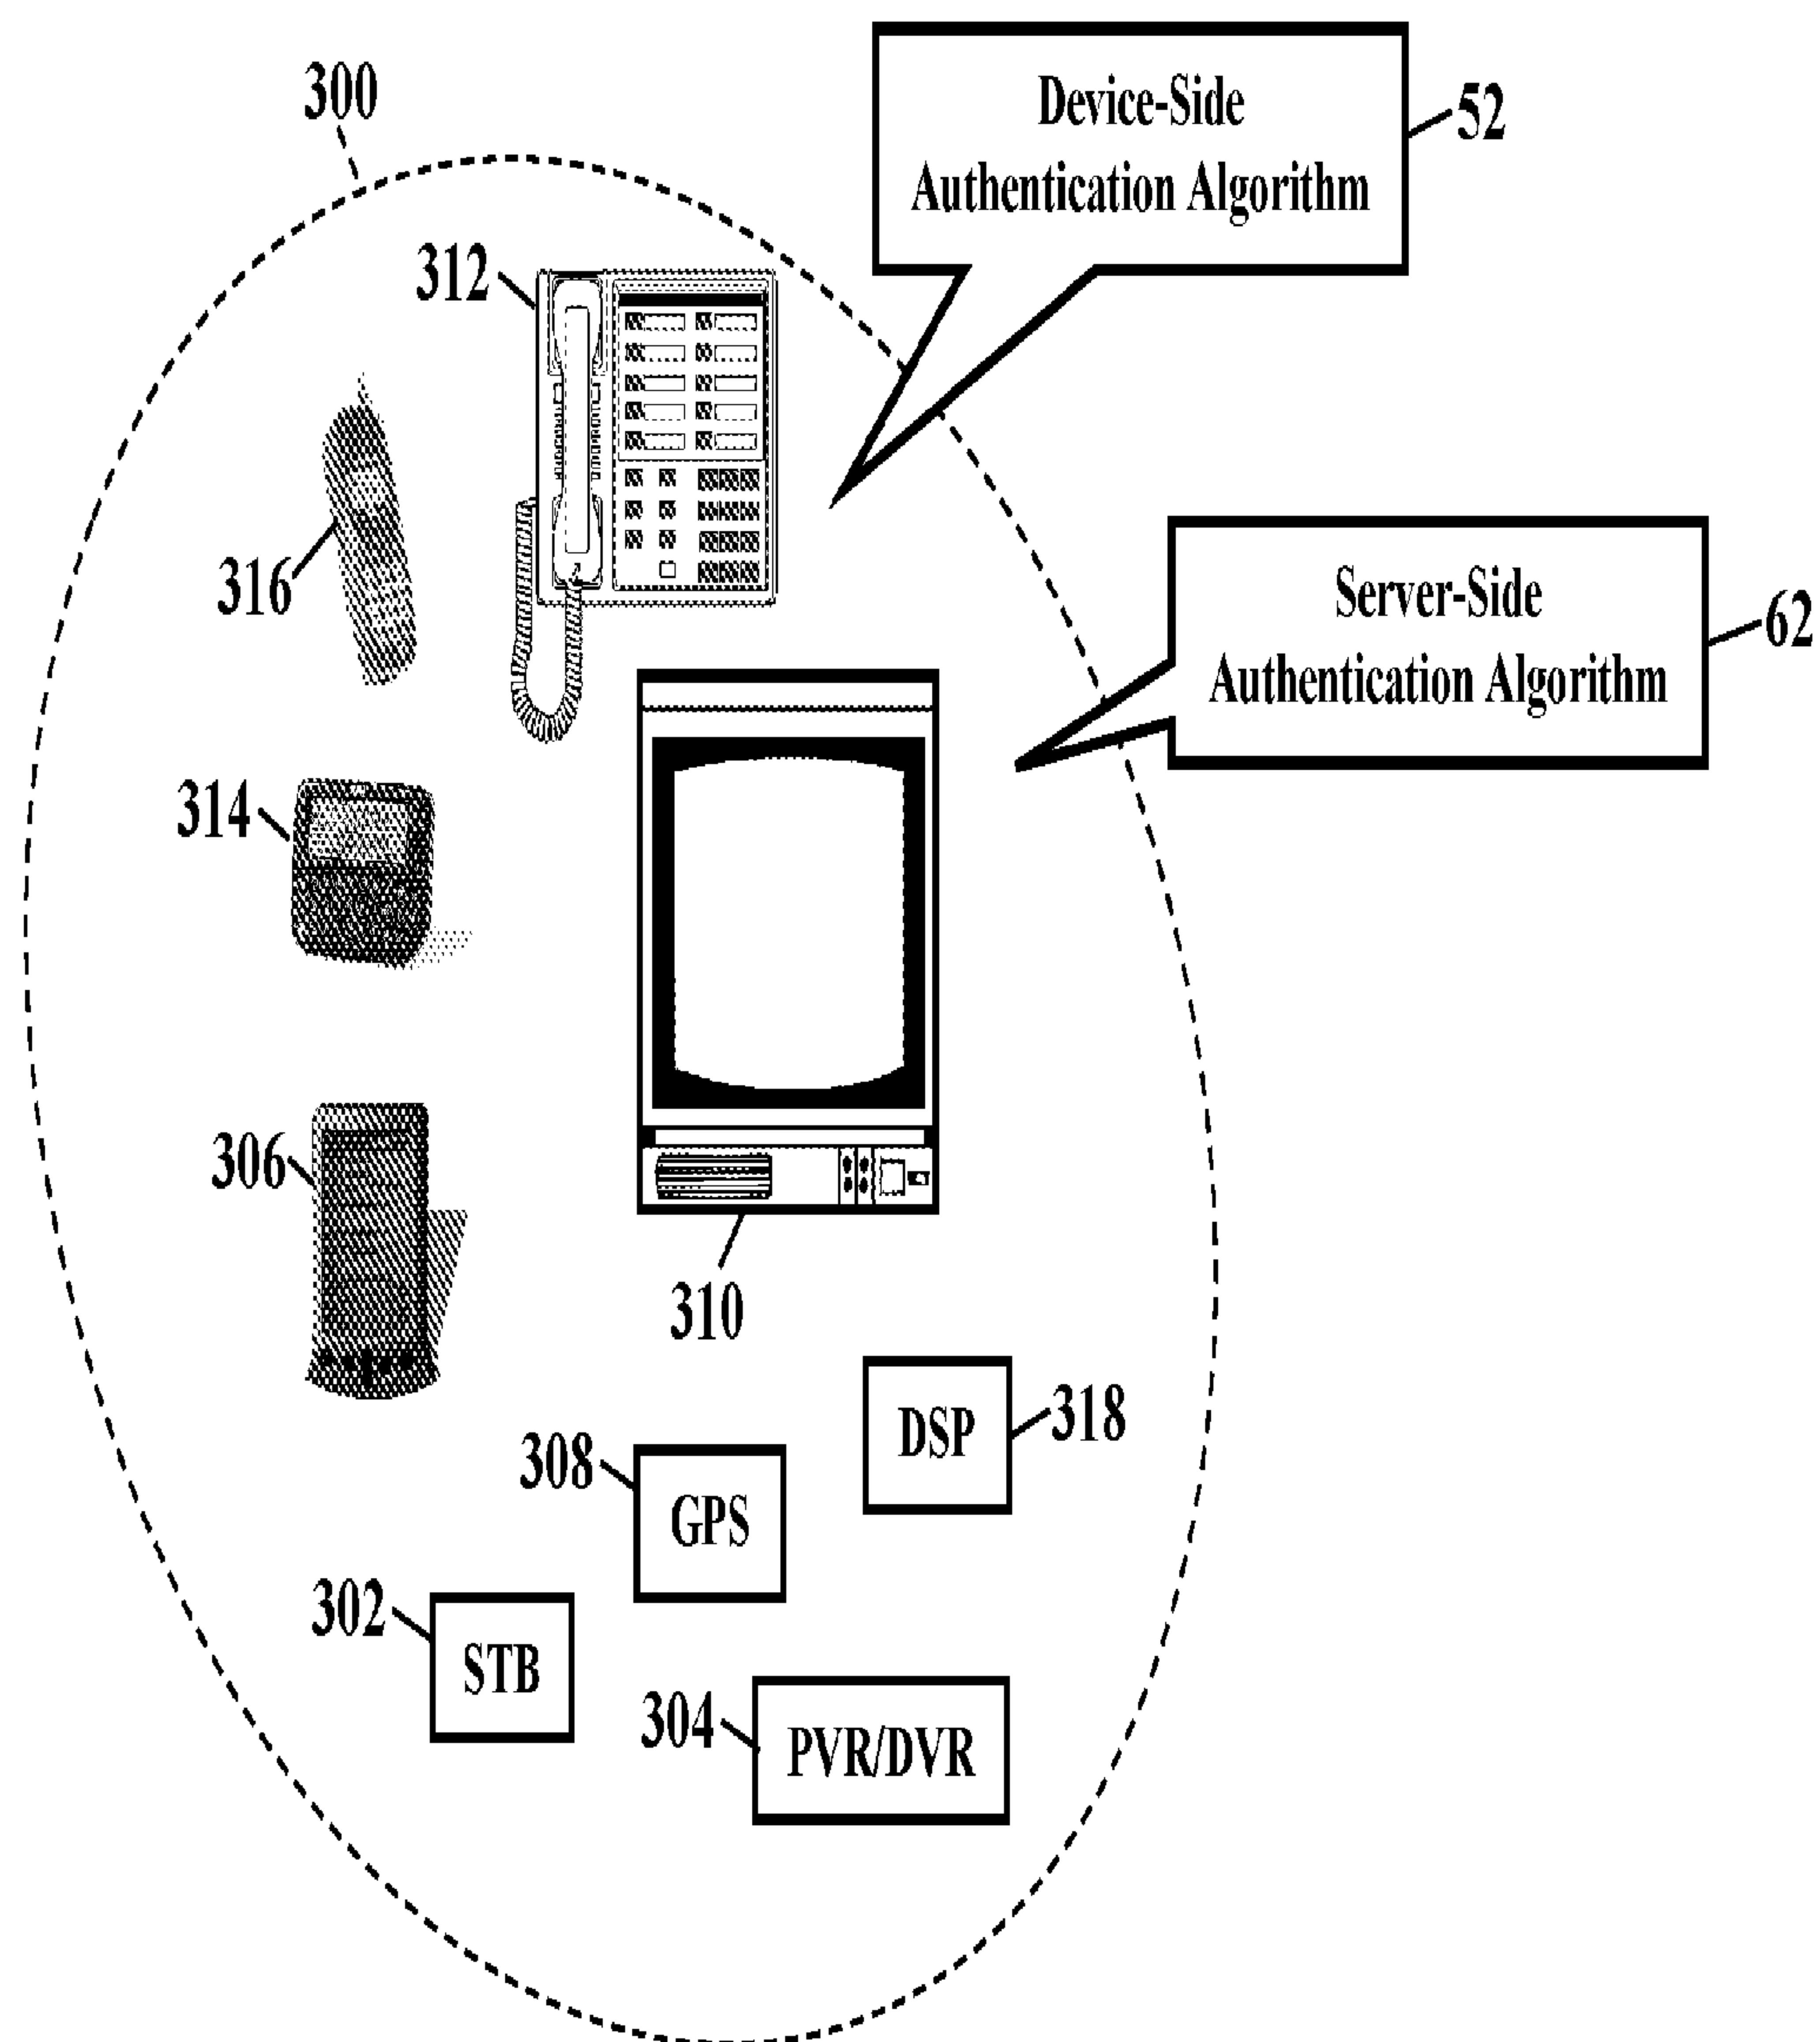 300
Device-Side
Authentication Algorithm
52
312
316
Server-Side
Authentication Algorithm
62
314
306
310
DSP
318
308
GPS
302
STB
304
PVR/DVR